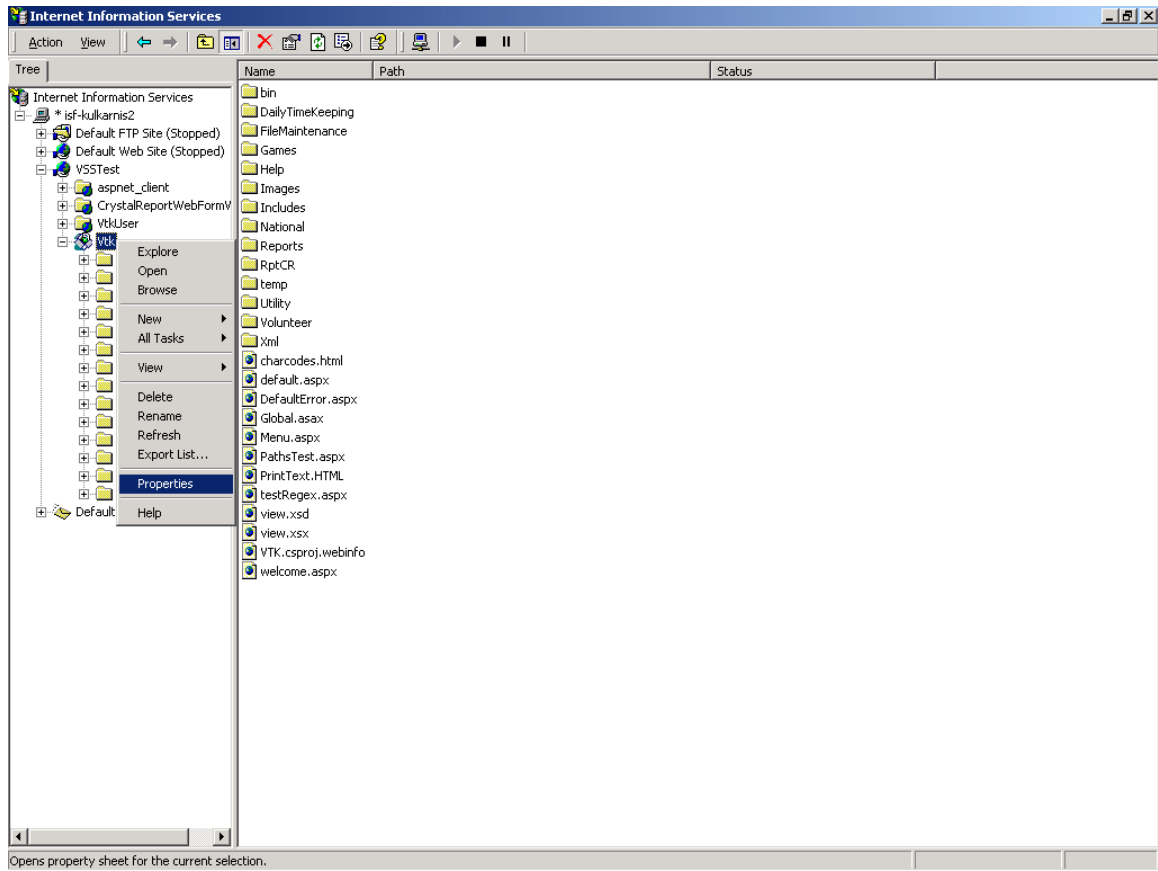 Internet Information Services
Action View
Tree
Name Path Status
Internet Information Services
* isf-kulkarnis2
Default FTP Site (Stopped)
Default Web Site (Stopped)
VSSTest
aspnet_client
CrystalReportWebFormV
VtkUser
Vtk
Default
Explore
Open
Browse
New
All Tasks
View
Delete
Rename
Refresh
Export List...
Properties
Help
bin
DailyTimeKeeping
FileMaintenance
Games
Help
Images
Includes
National
Reports
RptCR
temp
Utility
Volunteer
Xml
charcodes.html
default.aspx
DefaultError.aspx
Global.asax
Menu.aspx
PathsTest.aspx
PrintText.HTML
testRegex.aspx
view.xsd
view.xsx
VTK.csproj.webinfo
welcome.aspx
Opens property sheet for the current selection.